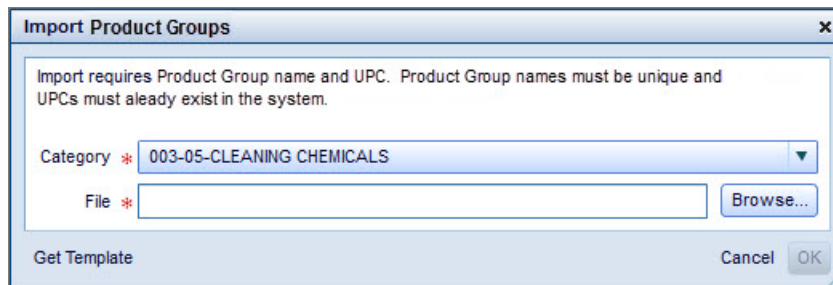 Import Product Groups x
Import requires Product Group name and UPC. Product Group names must be unique and
UPCs must aleady exist in the system.
Category * 003-05-CLEANING CHEMICALS
File * Browse...
Get Template Cancel OK